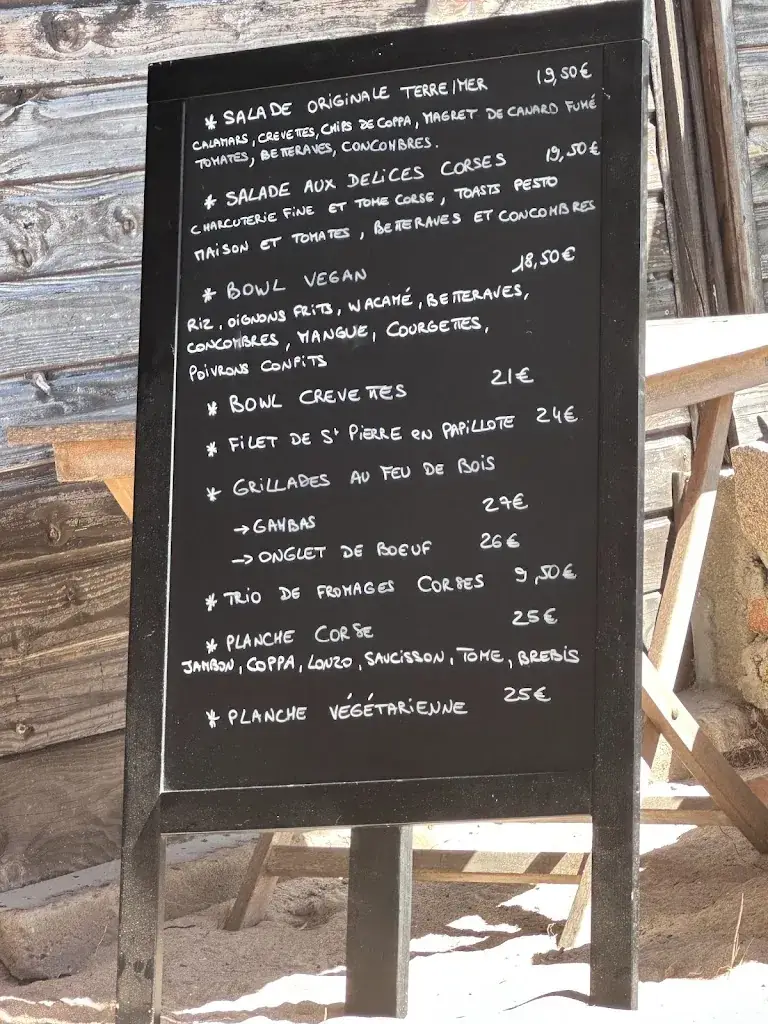 * SALADE ORIGINALE TERRE/MER 19,50€
CALAMARS, CREVETTES, CHIPS DE COPPA, MAGRET DE CANARD FUMÉ
TOMATES, BETTERAVES, CONCOMBRES.
* SALADE AUX DELICES CORSES 19,50€
CHARCUTERIE FINE ET TOME CORSE, TOASTS PESTO
MAISON ET TOMATES, BETTERAVES ET CONCOMBRES
* BOWL VEGAN 18,50€
RIZ, OIGNONS FRITS, WACAMÉ, BETTERAVES,
CONCOMBRES, MANGUE, COURGETTES,
POIVRONS CONFITS
* BOWL CREVETTES 21€
* FILET DE St PIERRE en PAPILLOTE 24€
* GRILLADES AU FEU DE BOIS
→ GAMBAS 27€
→ ONGLET DE BOEUF 26€
* TRIO DE FROMAGES CORSES 9,50€
* PLANCHE CORSE 25€
JAMBON, COPPA, LONZO, SAUCISSON, TOME, BREBIS
* PLANCHE VÉGÉTARIENNE 25€